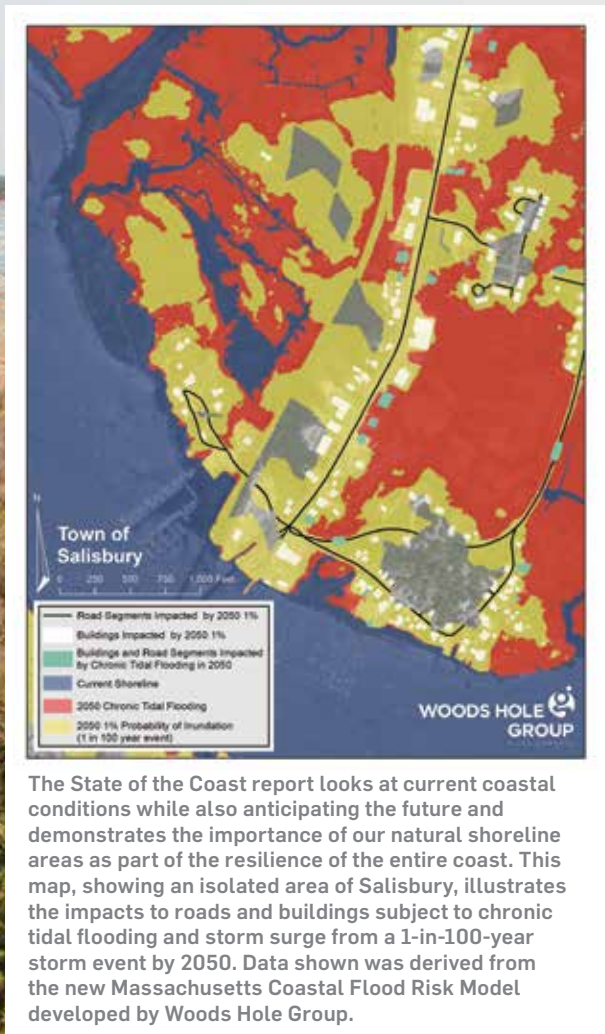 N
Town of
Salisbury
0 250 500 750 1,000 Feet
Road Segments Impacted by 2050 1%
Buildings Impacted by 2050 1%
Buildings and Road Segments Impacted
by Chronic Tidal Flooding in 2050
Current Shoreline
2050 Chronic Tidal Flooding
2050 1% Probability of Inundation
(1 in 100 year event)
WOODS HOLE
GROUP
The State of the Coast report looks at current coastal
conditions while also anticipating the future and
demonstrates the importance of our natural shoreline
areas as part of the resilience of the entire coast. This
map, showing an isolated area of Salisbury, illustrates
the impacts to roads and buildings subject to chronic
tidal flooding and storm surge from a 1-in-100-year
storm event by 2050. Data shown was derived from
the new Massachusetts Coastal Flood Risk Model
developed by Woods Hole Group.